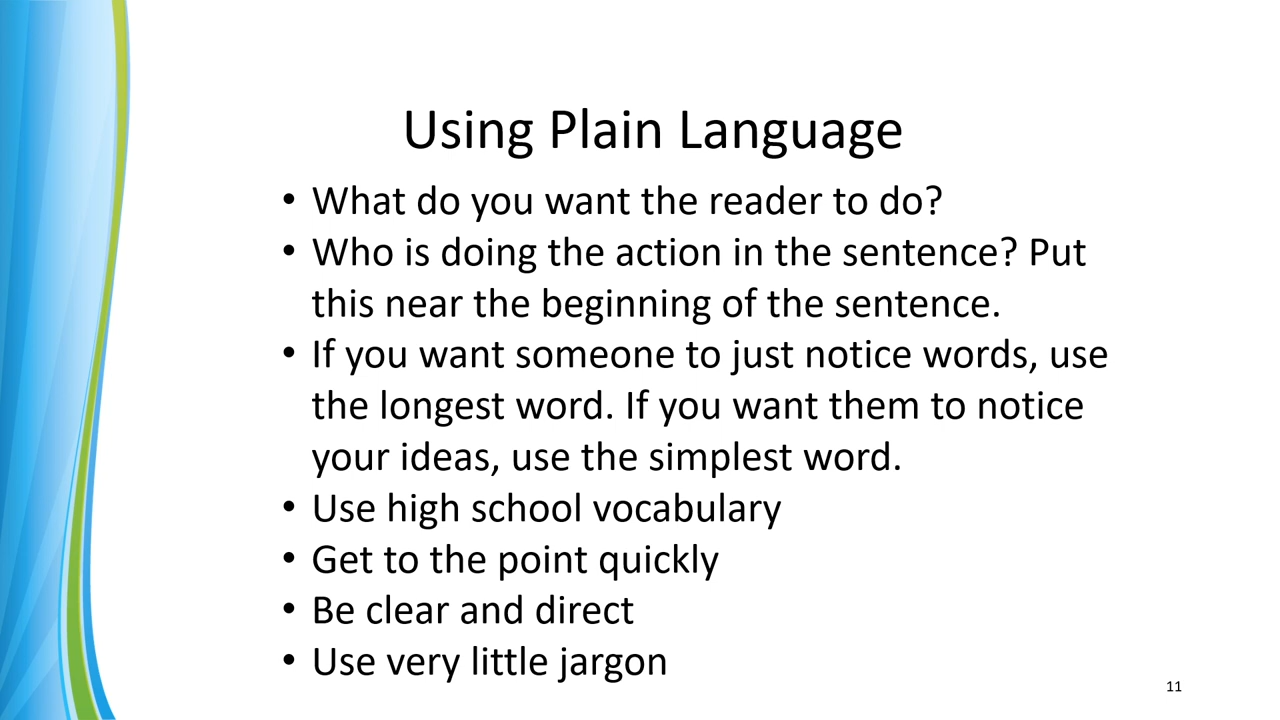 Using Plain Language
• What do you want the reader to do?
• Who is doing the action in the sentence? Put
this near the beginning of the sentence.
• If you want someone to just notice words, use
the longest word. If you want them to notice
your ideas, use the simplest word.
• Use high school vocabulary
• Get to the point quickly
• Be clear and direct
• Use very little jargon
11